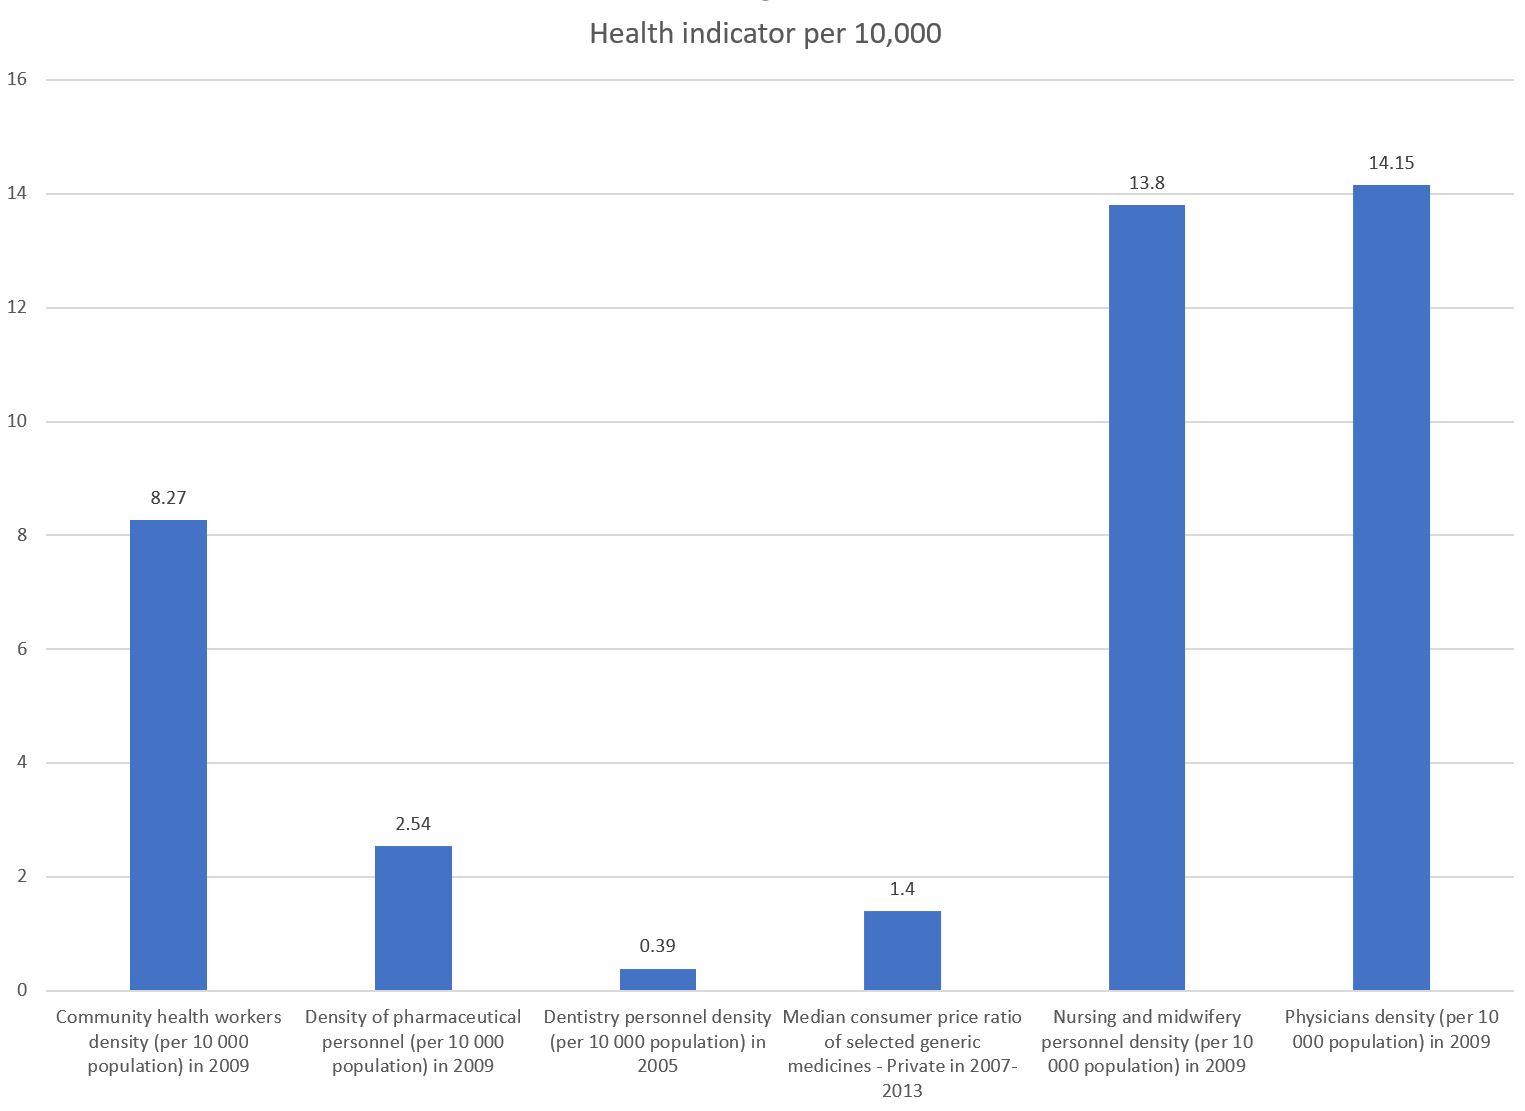 Health indicator per 10,000
16
14
12
10
8
6
4
2
0
8.27
2.54
0.39
1.4
13.8
14.15
Community health workers
density (per 10 000
population) in 2009
Density of pharmaceutical
personnel (per 10 000
population) in 2009
Dentistry personnel density
(per 10 000 population) in
2005
Median consumer price ratio
of selected generic
medicines - Private in 2007-
2013
Nursing and midwifery
personnel density (per 10
000 population) in 2009
Physicians density (per 10
000 population) in 2009